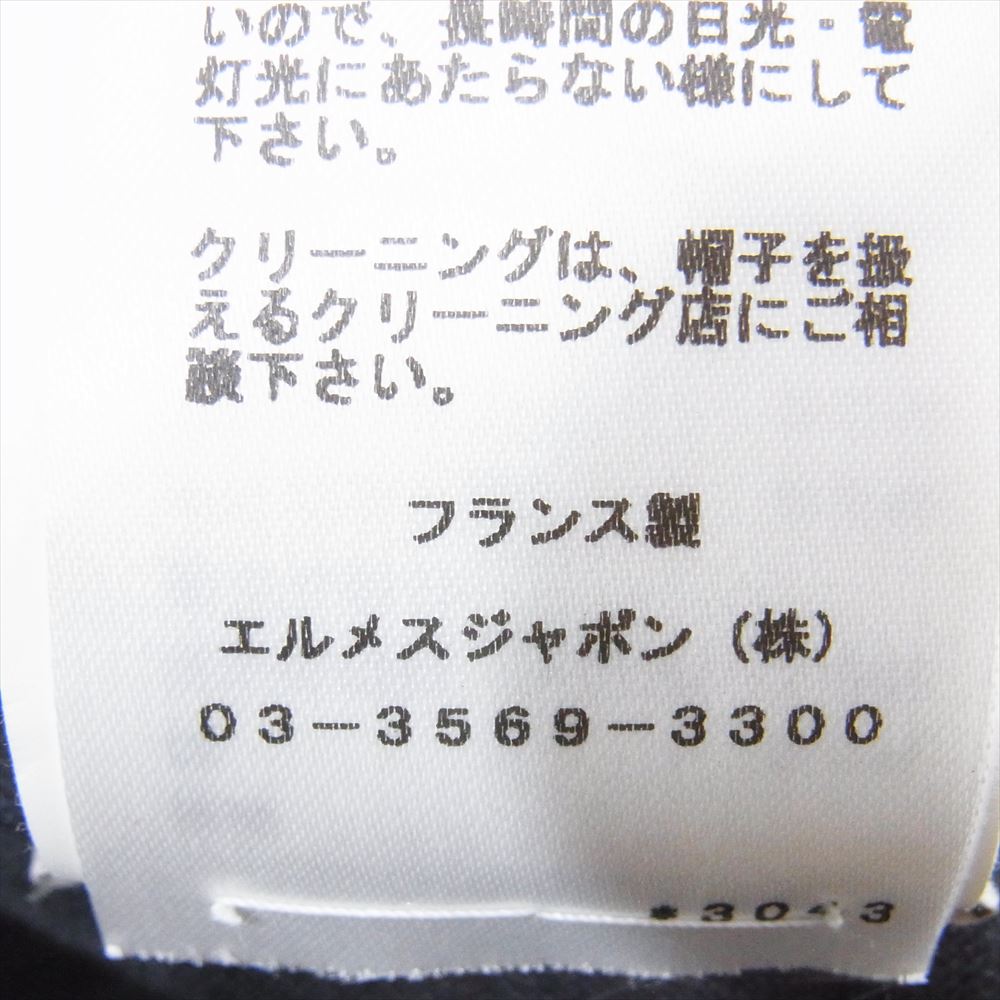 いので、長時間の日光・電
灯光にあたらない様にして
下さい。
クリーニングは、帽子を扱
えるクリーニング店にご相
談下さい。
フランス製
エルメスジャポン（株）
03-3569-3300